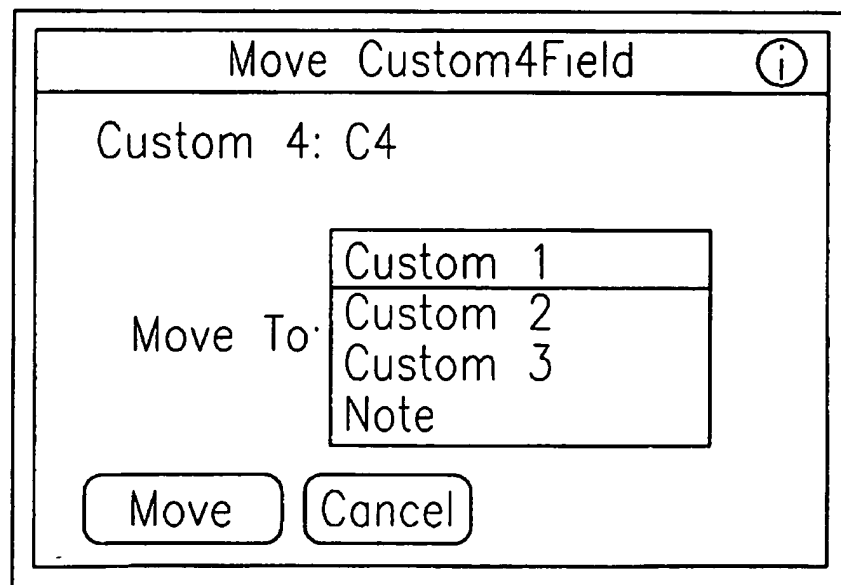 Move Custom4Field ⓘ
Custom 4: C4
Custom 1
Custom 2
Move To:
Custom 3
Note
Move Cancel